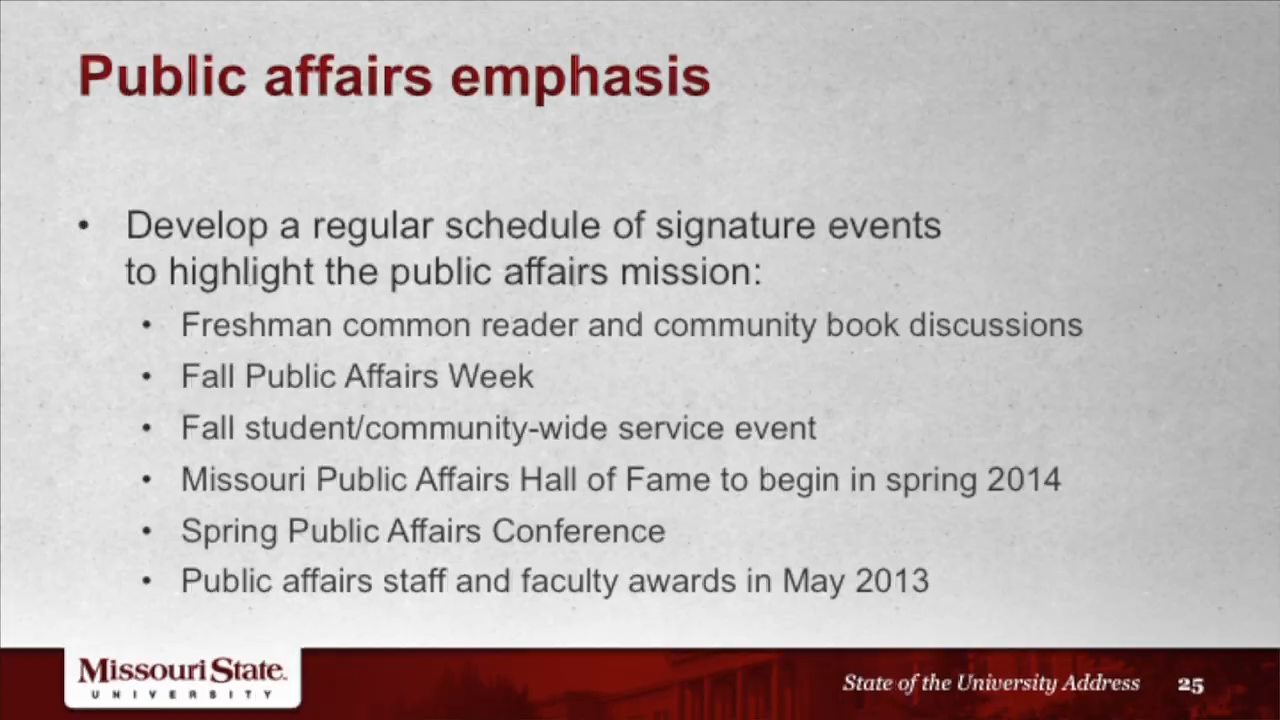 Public affairs emphasis
• Develop a regular schedule of signature events
to highlight the public affairs mission:
• Freshman common reader and community book discussions
• Fall Public Affairs Week
• Fall student/community-wide service event
• Missouri Public Affairs Hall of Fame to begin in spring 2014
• Spring Public Affairs Conference
• Public affairs staff and faculty awards in May 2013
Missouri State.
UNIVERSITY
State of the University Address 25